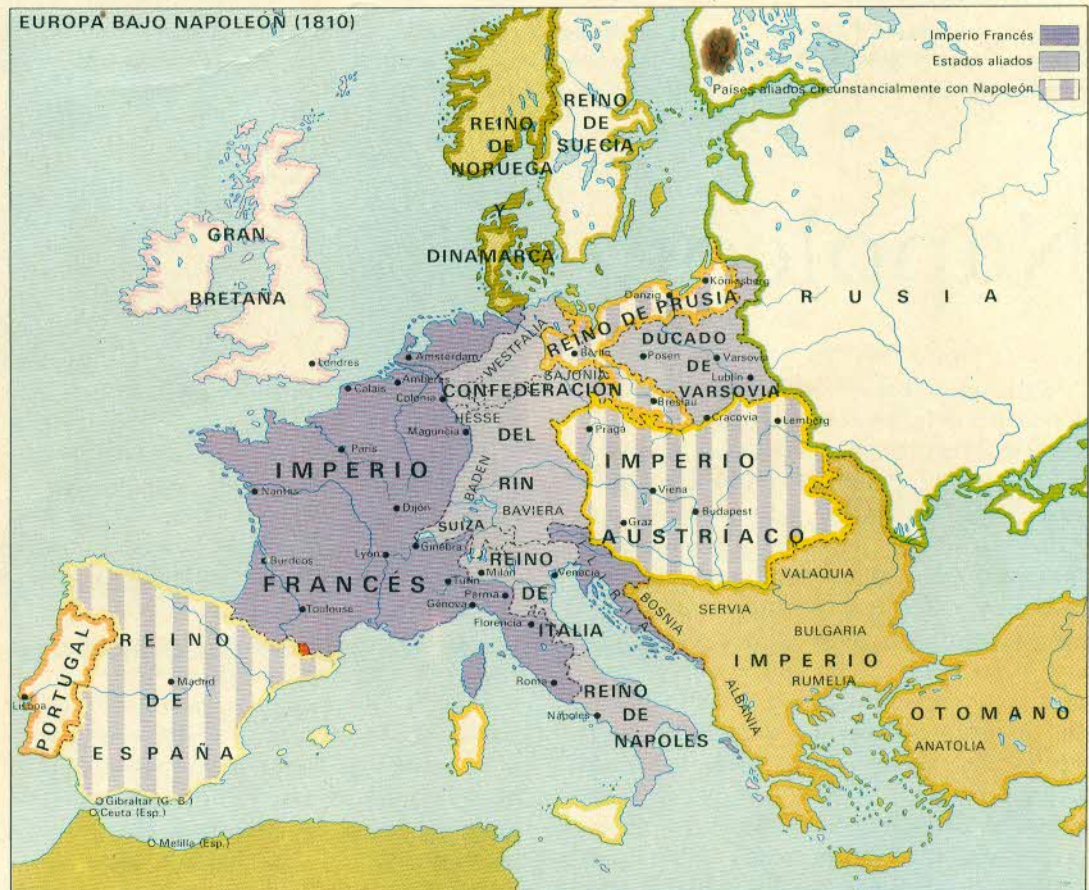 EUROPA BAJO NAPOLEÓN (1810)
Imperio Francés
Estados aliados
Países aliados circunstancialmente con Napoleón
REINO
DE
NORUEGA
Y
DINAMARCA
REINO
DE
SUECIA
GRAN
BRETAÑA
Londres
RUSIA
Königsberg
Danzig
REINO DE PRUSIA
Berlín
DUCADO
DE
VARSOVIA
Posen
Varsovia
Lublín
Amsterdam
Amberes
Calais
Colonia
WESTFALIA
SAJONIA
CONFEDERACIÓN
DEL
RIN
HESSE
Maguncia
BADEN
BAVIERA
Breslau
Cracovia
Lemberg
Praga
IMPERIO
AUSTRÍACO
Viena
Budapest
Graz
París
IMPERIO
FRANCÉS
Nantes
Dijón
SUIZA
Ginebra
Lyón
Burdeos
Toulouse
REINO
DE
ITALIA
Milán
Venecia
Turín
Parma
Génova
Florencia
ILIRIA
BOSNIA
SERVIA
VALAQUIA
BULGARIA
IMPERIO
RUMELIA
ALBANIA
OTOMANO
ANATOLIA
Roma
Nápoles
REINO
DE
NÁPOLES
PORTUGAL
Lisboa
REINO
DE
ESPAÑA
Madrid
Gibraltar (G. B.)
Ceuta (Esp.)
Melilla (Esp.)